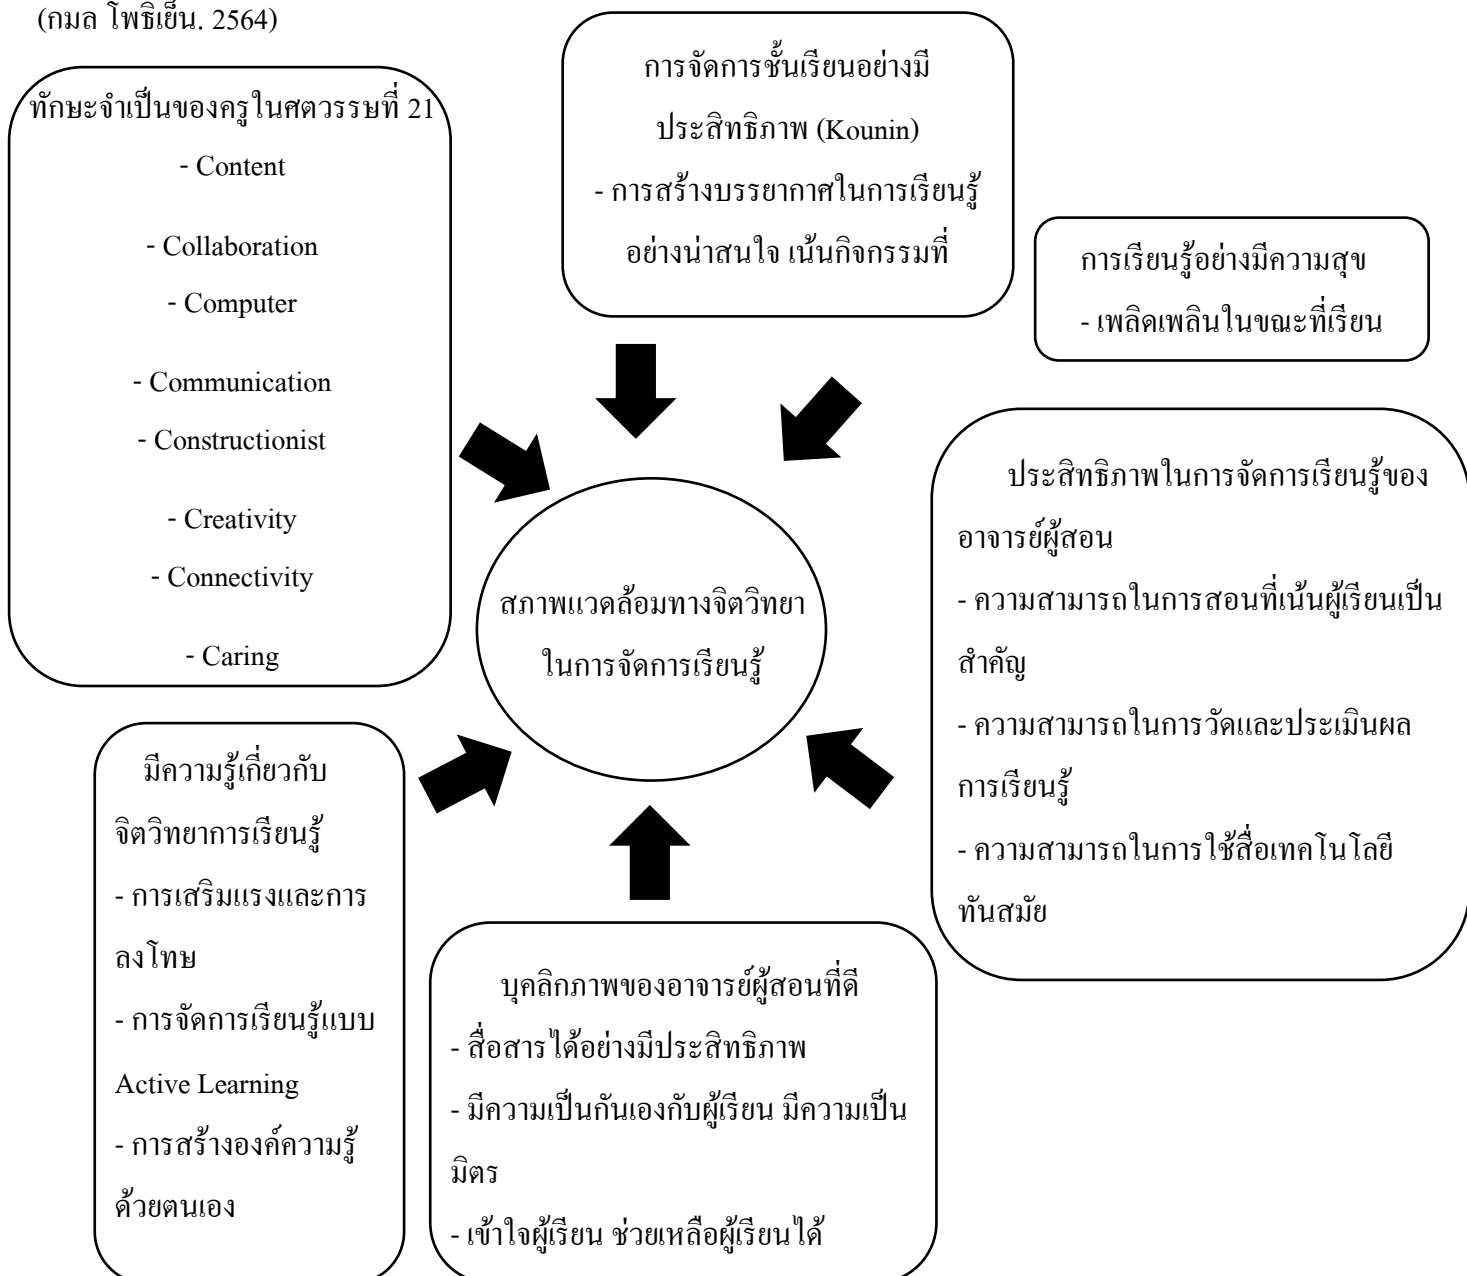 (กมล โพธิเย็น. 2564)
ทักษะจำเป็นของครูในศตวรรษที่ 21
- Content
- Collaboration
- Computer
- Communication
- Constructionist
- Creativity
- Connectivity
- Caring
การจัดการชั้นเรียนอย่างมี
ประสิทธิภาพ (Kounin)
- การสร้างบรรยากาศในการเรียนรู้
อย่างน่าสนใจ เน้นกิจกรรมที่
การเรียนรู้อย่างมีความสุข
- เพลิดเพลินในขณะที่เรียน
ประสิทธิภาพในการจัดการเรียนรู้ของ
อาจารย์ผู้สอน
- ความสามารถในการสอนที่เน้นผู้เรียนเป็น
สำคัญ
- ความสามารถในการวัดและประเมินผล
การเรียนรู้
- ความสามารถในการใช้สื่อเทคโนโลยี
ทันสมัย
สภาพแวดล้อมทางจิตวิทยา
ในการจัดการเรียนรู้
มีความรู้เกี่ยวกับ
จิตวิทยาการเรียนรู้
- การเสริมแรงและการ
ลงโทษ
- การจัดการเรียนรู้แบบ
Active Learning
- การสร้างองค์ความรู้
ด้วยตนเอง
บุคลิกภาพของอาจารย์ผู้สอนที่ดี
- สื่อสารได้อย่างมีประสิทธิภาพ
- มีความเป็นกันเองกับผู้เรียน มีความเป็น
มิตร
- เข้าใจผู้เรียน ช่วยเหลือผู้เรียนได้